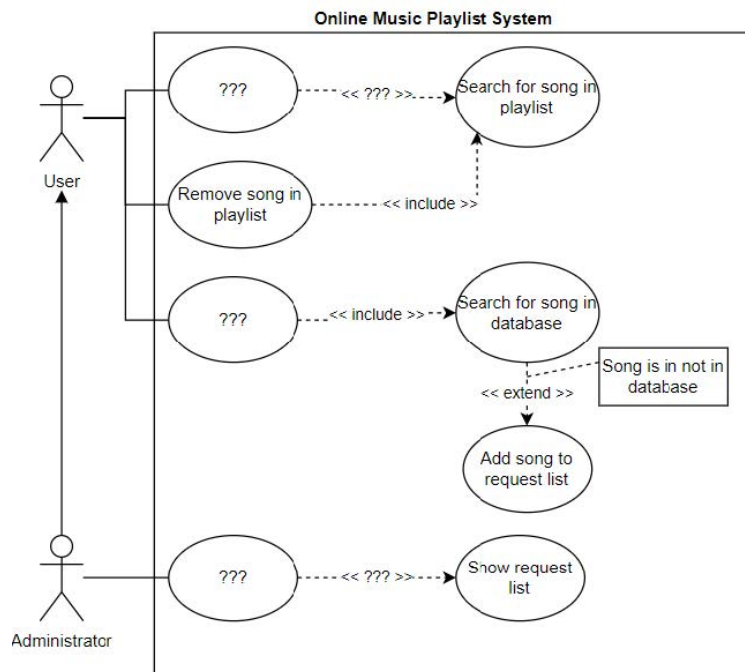 Online Music Playlist System
???
<< ??? >>
Search for song in
playlist
User
Remove song in
playlist
<< include >>
???
<< include >>
Search for song in
database
Song is in not in
database
<< extend >>
Add song to
request list
???
<< ??? >>
Show request
list
Administrator